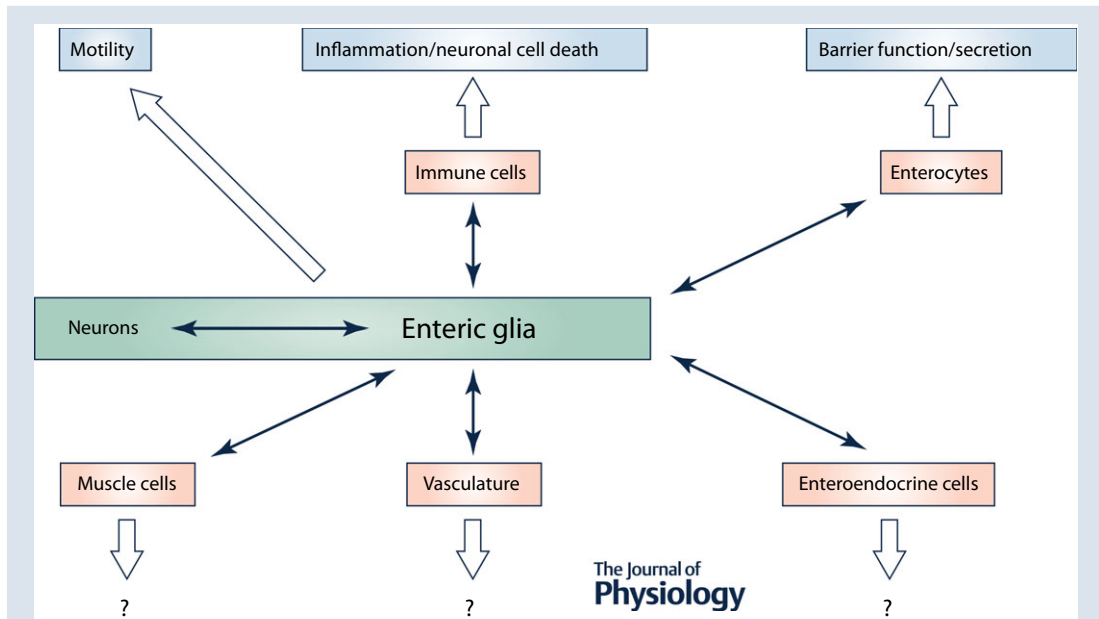 Motility
Inflammation/neuronal cell death
Barrier function/secretion
Immune cells
Enterocytes
Neurons
Enteric glia
Muscle cells
Vasculature
Enteroendocrine cells
The Journal of
Physiology
?
?
?